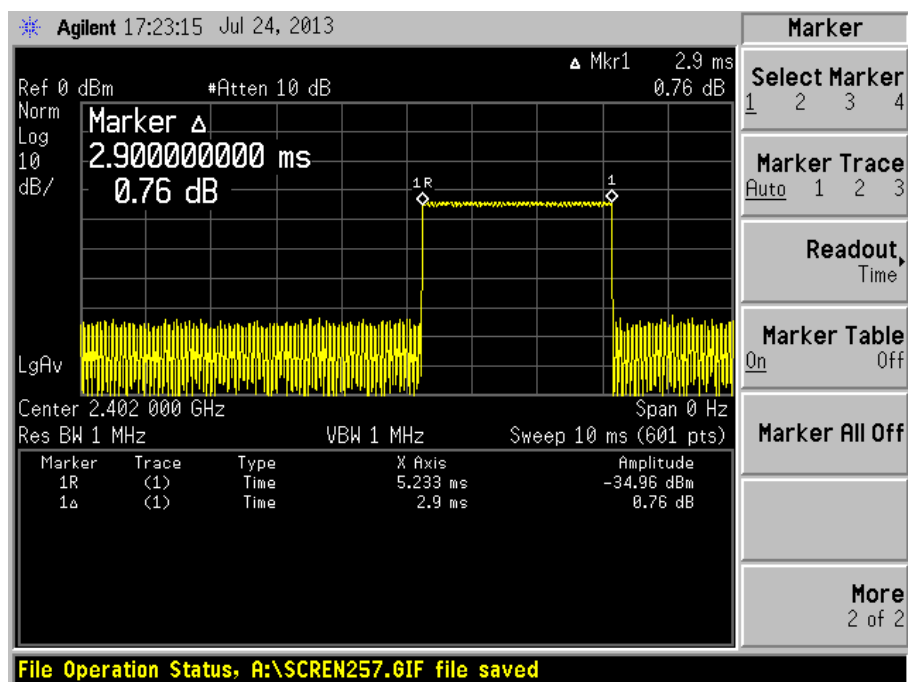 Agilent 17:23:15 Jul 24, 2013
Marker
Δ Mkr1 2.9 ms
Ref 0 dBm #Atten 10 dB 0.76 dB
Norm
Log
10
dB/
Marker Δ
2.900000000 ms
0.76 dB
1R
1
LgAv
Center 2.402 000 GHz Span 0 Hz
Res BW 1 MHz VBW 1 MHz Sweep 10 ms (601 pts)
Marker Trace Type X Axis Amplitude
1R (1) Time 5.233 ms -34.96 dBm
1Δ (1) Time 2.9 ms 0.76 dB
Select Marker
1 2 3 4
Marker Trace
Auto 1 2 3
Readout
Time
Marker Table
On Off
Marker All Off
More
2 of 2
File Operation Status, A:\SCREN257.GIF file saved